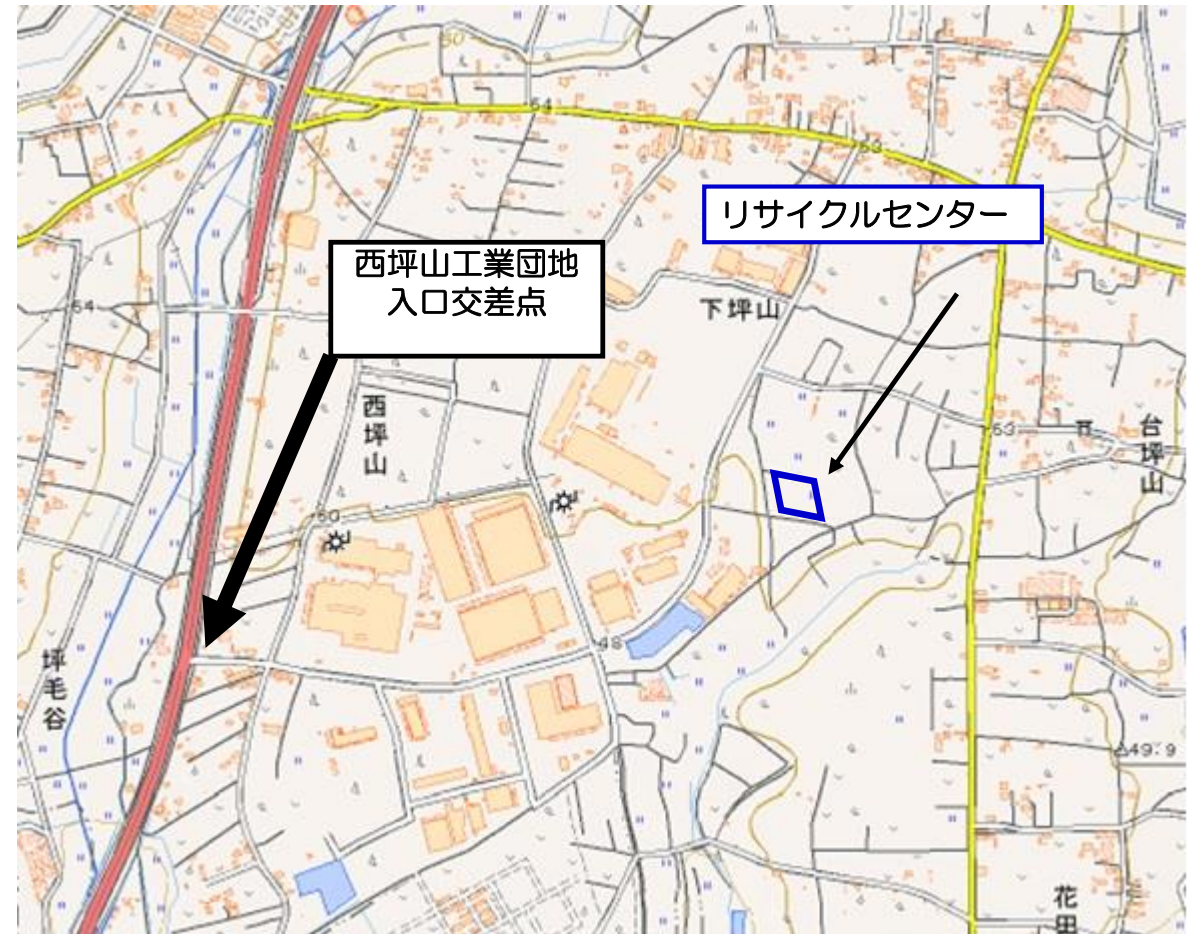 60
54
53
リサイクルセンター
西坪山工業団地
入口交差点
下坪山
54
西坪山
53
台坪山
50
48
坪毛谷
49.9
花田